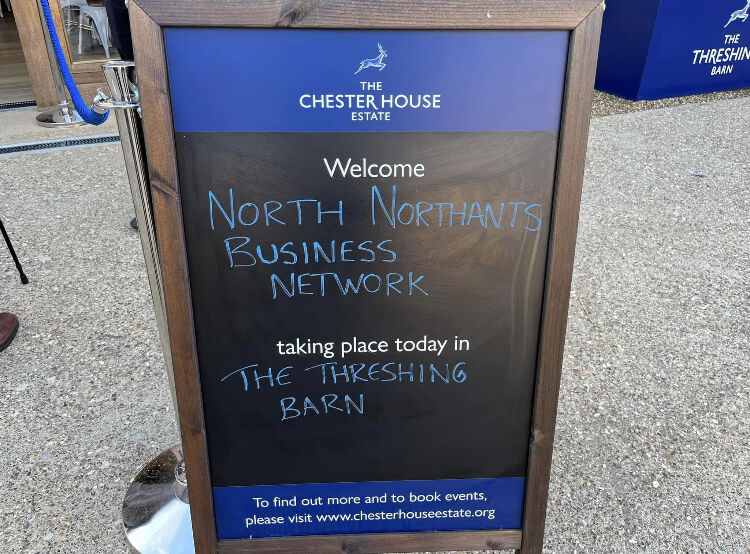 THE
CHESTER HOUSE
ESTATE
Welcome
NORTH NORTHANTS
BUSINESS
NETWORK
taking place today in
THE THRESHING
BARN
To find out more and to book events,
please visit www.chesterhouseestate.org
THE
THRESHIN
BARN